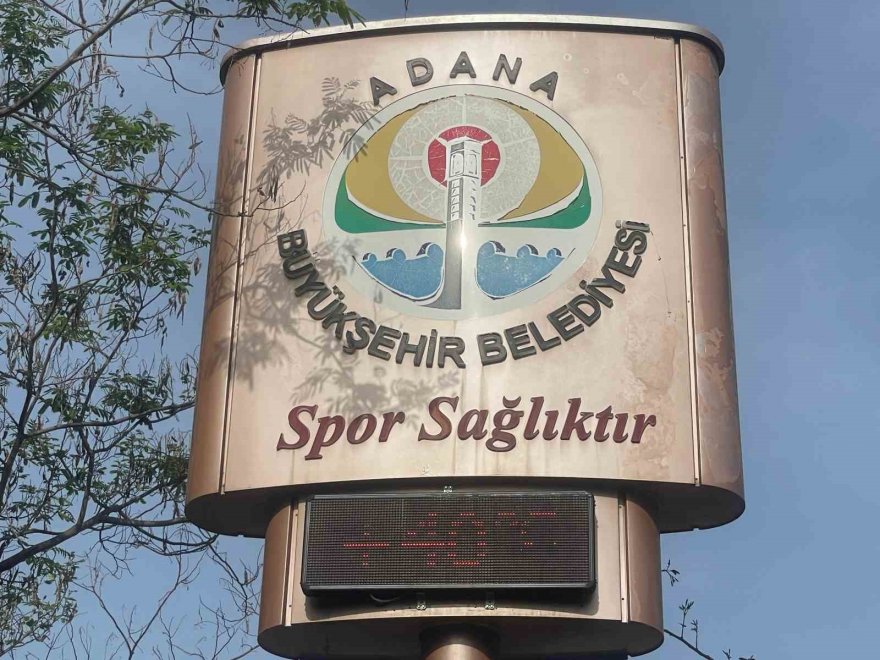 ADANA
BÜYÜKŞEHİR BELEDİYESİ
Spor Sağlıktır
+40°C